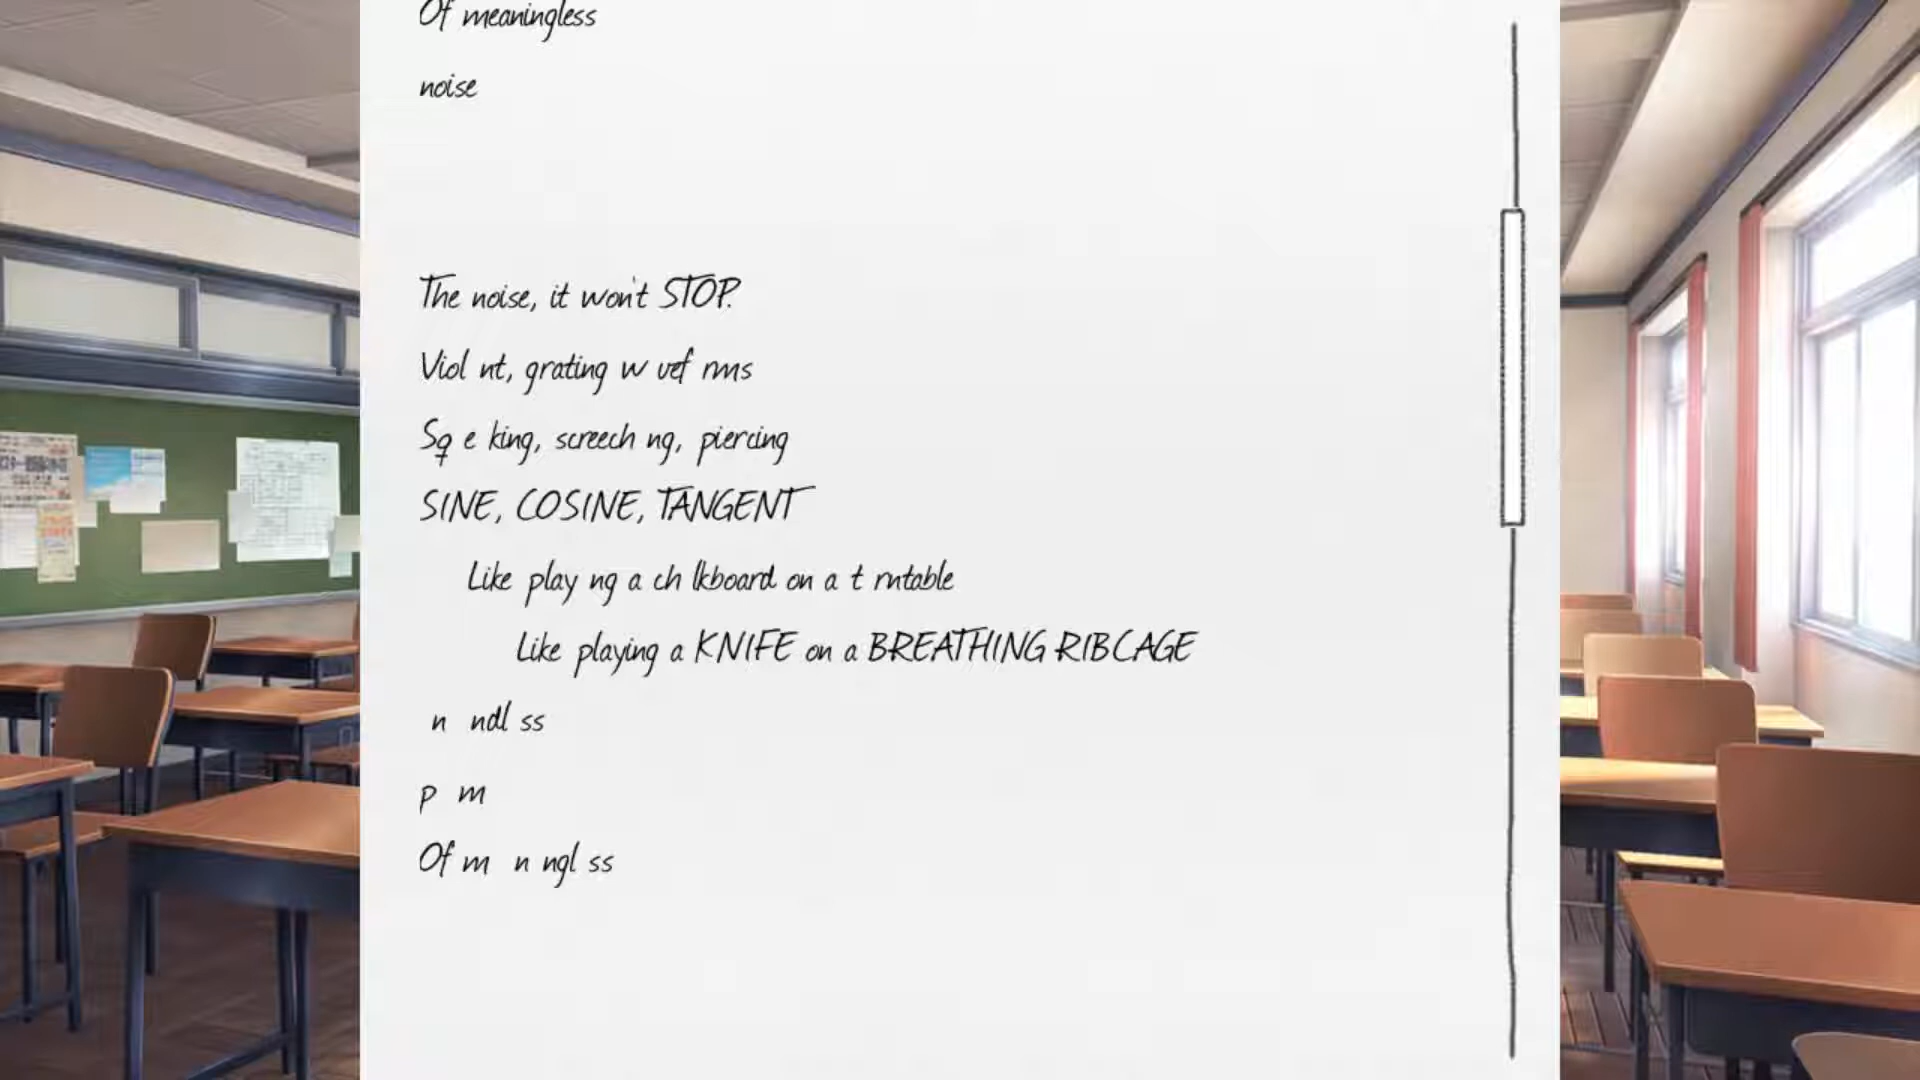 Of meaningless
noise
The noise, it won't STOP.
Viol nt, grating w vef rms
Sq e king, screech ng, piercing
SINE, COSINE, TANGENT
Like play ng a ch lkboard on a t rntable
Like playing a KNIFE on a BREATHING RIBCAGE
n ndl ss
p m
Of m n ngl ss